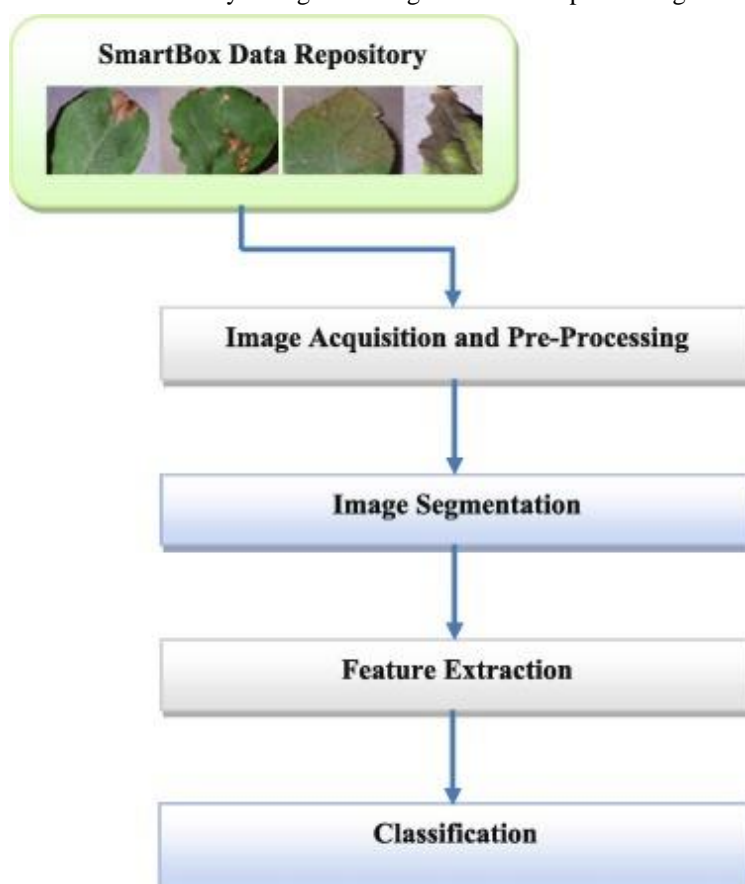 SmartBox Data Repository
Image Acquisition and Pre-Processing
Image Segmentation
Feature Extraction
Classification